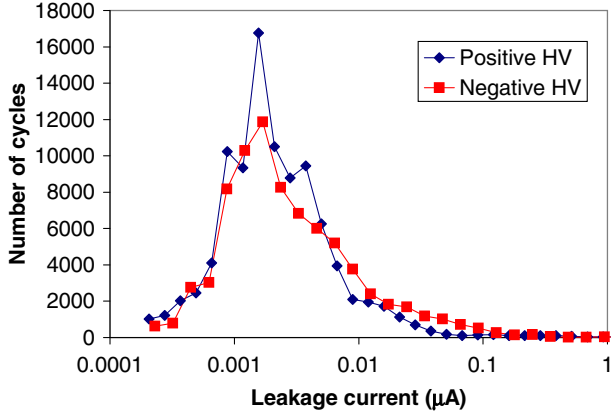 18000
16000
14000
12000
10000
8000
6000
4000
2000
0
Number of cycles
Positive HV
Negative HV
0.0001 0.001 0.01 0.1 1
Leakage current (μA)